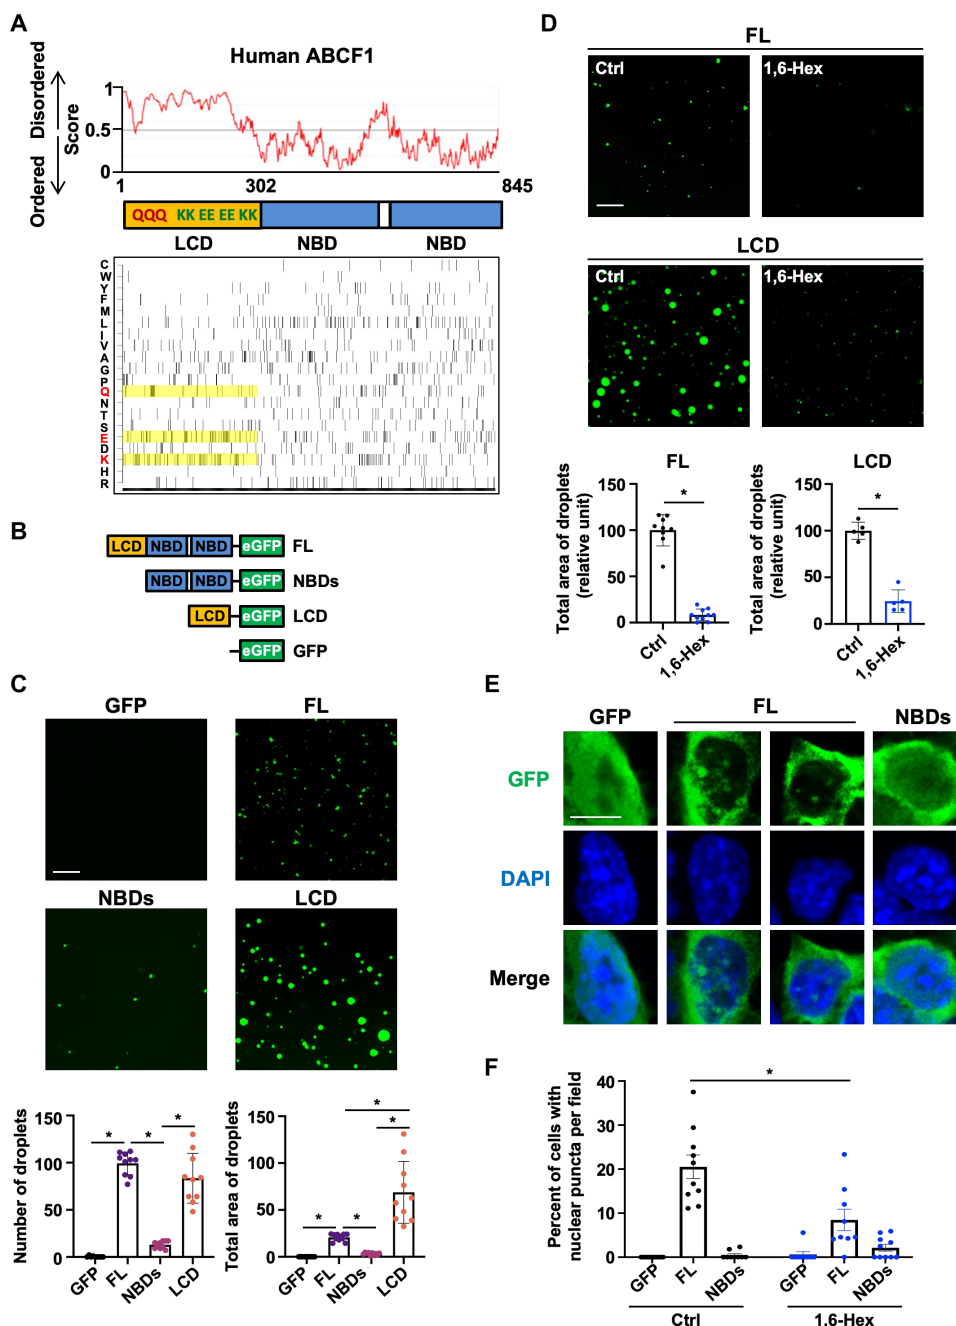 A
Human ABCF1
Ordered Disordered
Score
1
0.5
0
1 302 845
QQQ KK EE EE KK
LCD NBD NBD
C
W
Y
F
M
L
I
V
A
G
P
Q
N
T
S
E
D
K
H
R
B
LCD NBD NBD eGFP FL
NBD NBD eGFP NBDs
LCD eGFP LCD
eGFP GFP
C
GFP FL
NBDs LCD
Number of droplets
150
100
50
0
* * *
GFP FL NBDs LCD
Total area of droplets
150
100
50
0
* * * *
GFP FL NBDs LCD
D
FL
Ctrl 1,6-Hex
LCD
Ctrl 1,6-Hex
FL
Total area of droplets
(relative unit)
150
100
50
0
*
Ctrl 1,6-Hex
LCD
Total area of droplets
(relative unit)
150
100
50
0
*
Ctrl 1,6-Hex
E
GFP FL NBDs
GFP
DAPI
Merge
F
Percent of cells with
nuclear puncta per field
40
30
20
10
0
*
GFP FL NBDs GFP FL NBDs
Ctrl 1,6-Hex